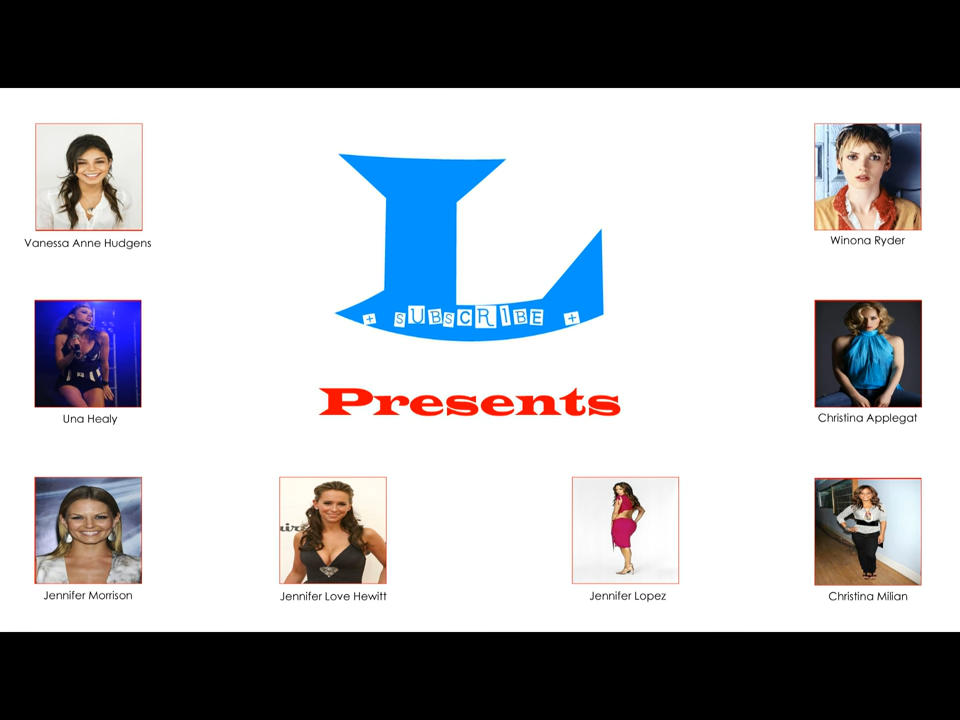 Vanessa Anne Hudgens
Winona Ryder
L
+ SUBSCRIBE +
Presents
Una Healy
Christina Applegat
Jennifer Morrison
Jennifer Love Hewitt
Jennifer Lopez
Christina Milian